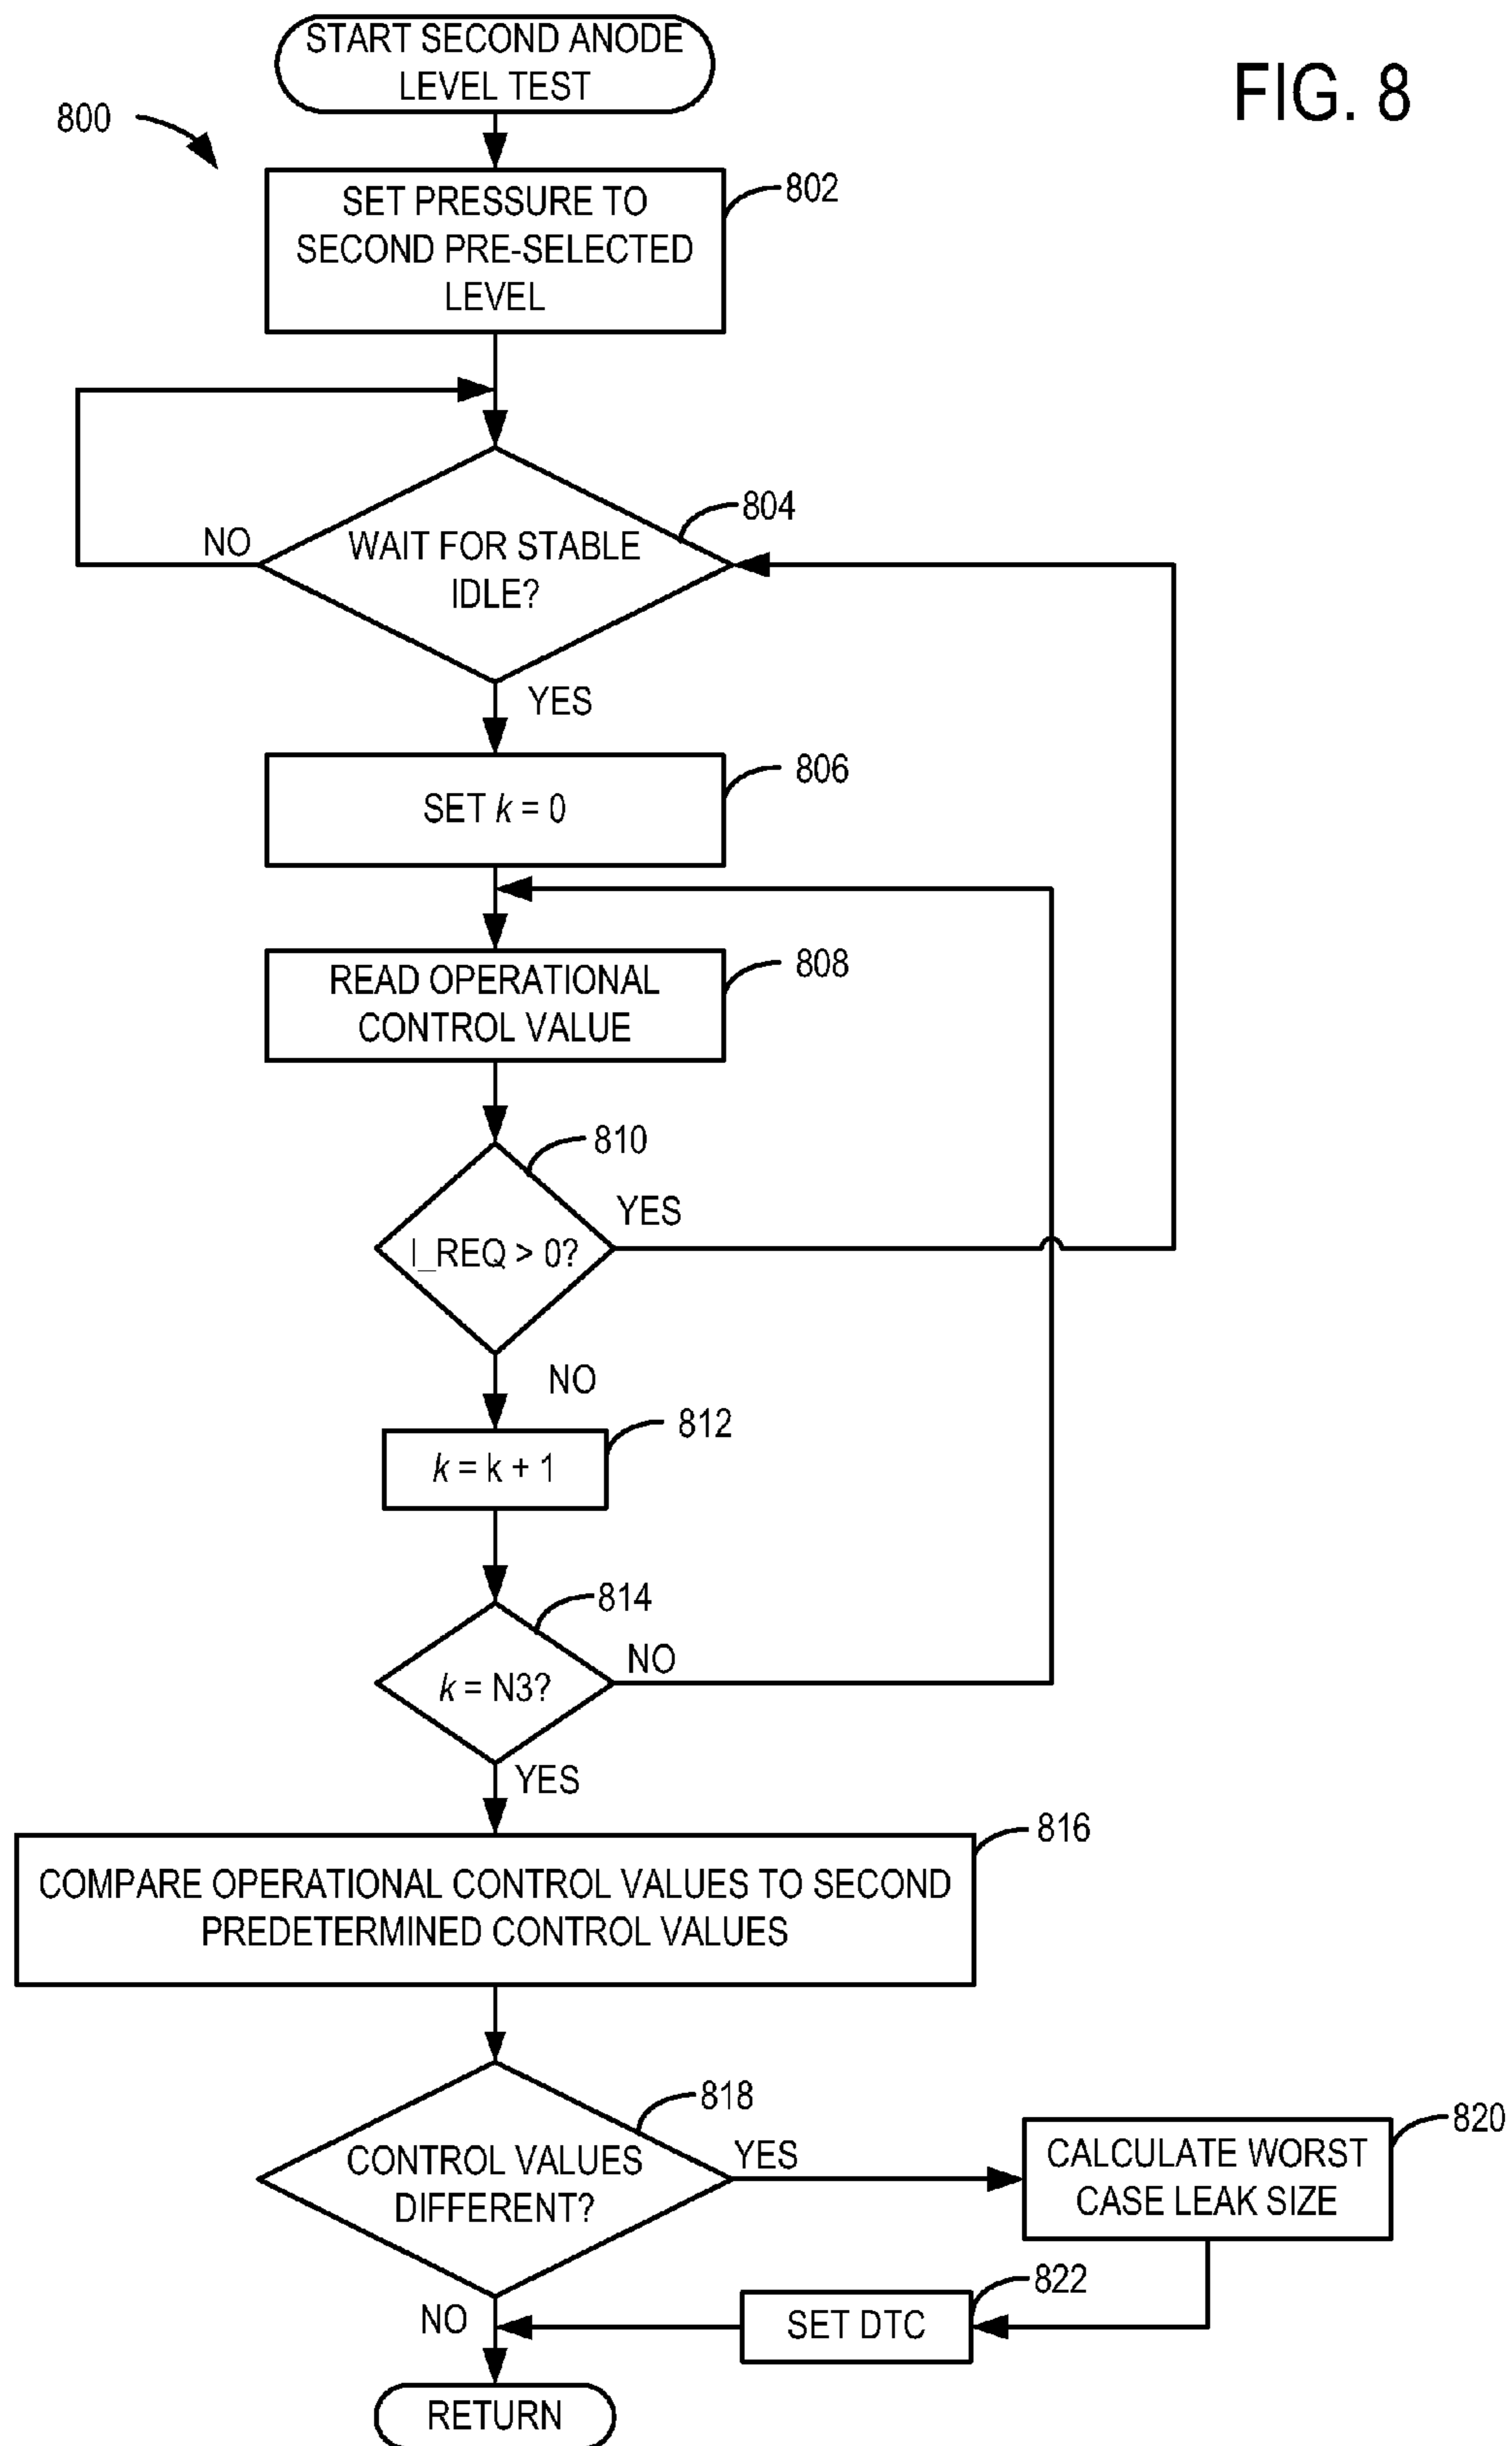 START SECOND ANODE
LEVEL TEST
FIG. 8
800
SET PRESSURE TO
SECOND PRE-SELECTED
LEVEL
802
804
NO
WAIT FOR STABLE
IDLE?
YES
806
SET k = 0
808
READ OPERATIONAL
CONTROL VALUE
810
YES
I_REQ > 0?
NO
812
k = k + 1
814
NO
k = N3?
YES
816
COMPARE OPERATIONAL CONTROL VALUES TO SECOND
PREDETERMINED CONTROL VALUES
818
YES
CONTROL VALUES
DIFFERENT?
820
CALCULATE WORST
CASE LEAK SIZE
822
NO
SET DTC
RETURN